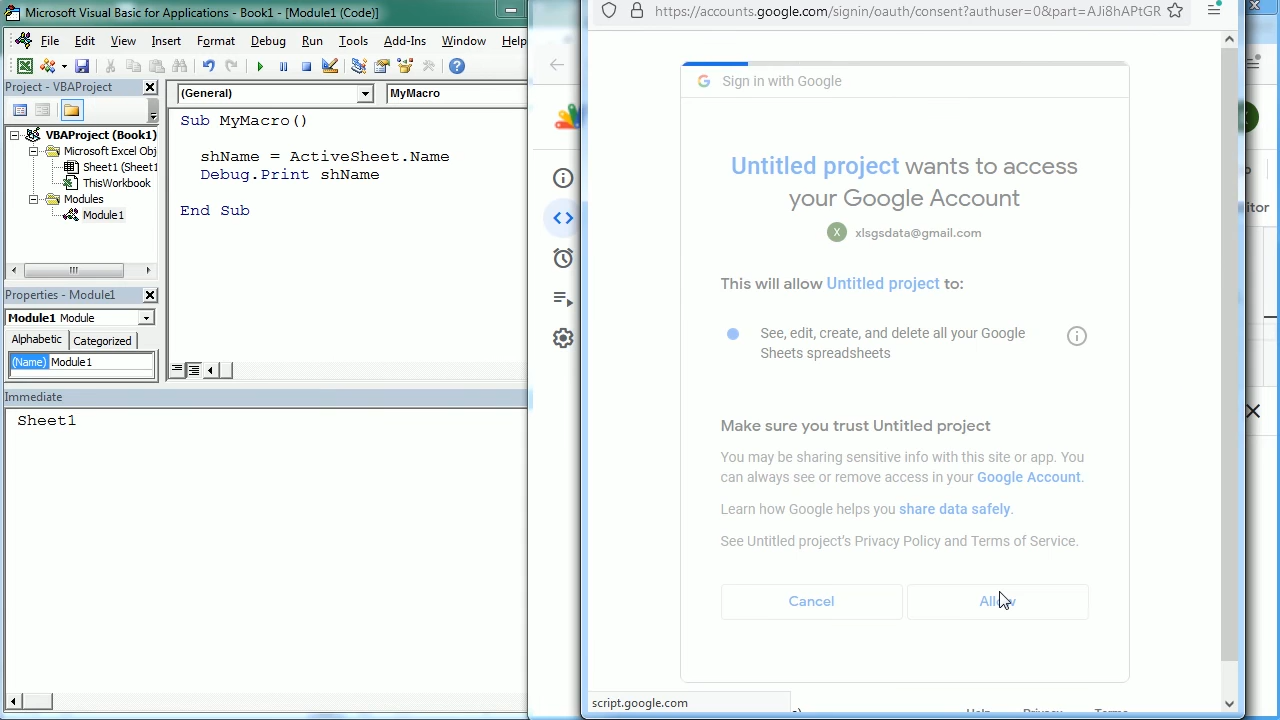 Microsoft Visual Basic for Applications - Book1 - [Module1 (Code)]
File Edit View Insert Format Debug Run Tools Add-Ins Window Help
Project - VBAProject
VBAProject (Book1)
Microsoft Excel Obj
Sheet1 (Sheet1
ThisWorkbook
Modules
Module1
Properties - Module1
Module1 Module
Alphabetic Categorized
(Name) Module1
(General) MyMacro
Sub MyMacro()
shName = ActiveSheet.Name
Debug.Print shName
End Sub
Immediate
Sheet1
https://accounts.google.com/signin/oauth/consent?authuser=0&part=AJi8hAPtGR
Sign in with Google
Untitled project wants to access
your Google Account
X xlsgsdata@gmail.com
This will allow Untitled project to:
See, edit, create, and delete all your Google
Sheets spreadsheets
Make sure you trust Untitled project
You may be sharing sensitive info with this site or app. You
can always see or remove access in your Google Account.
Learn how Google helps you share data safely.
See Untitled project's Privacy Policy and Terms of Service.
Cancel Allow
script.google.com
Help Privacy Terms
itor